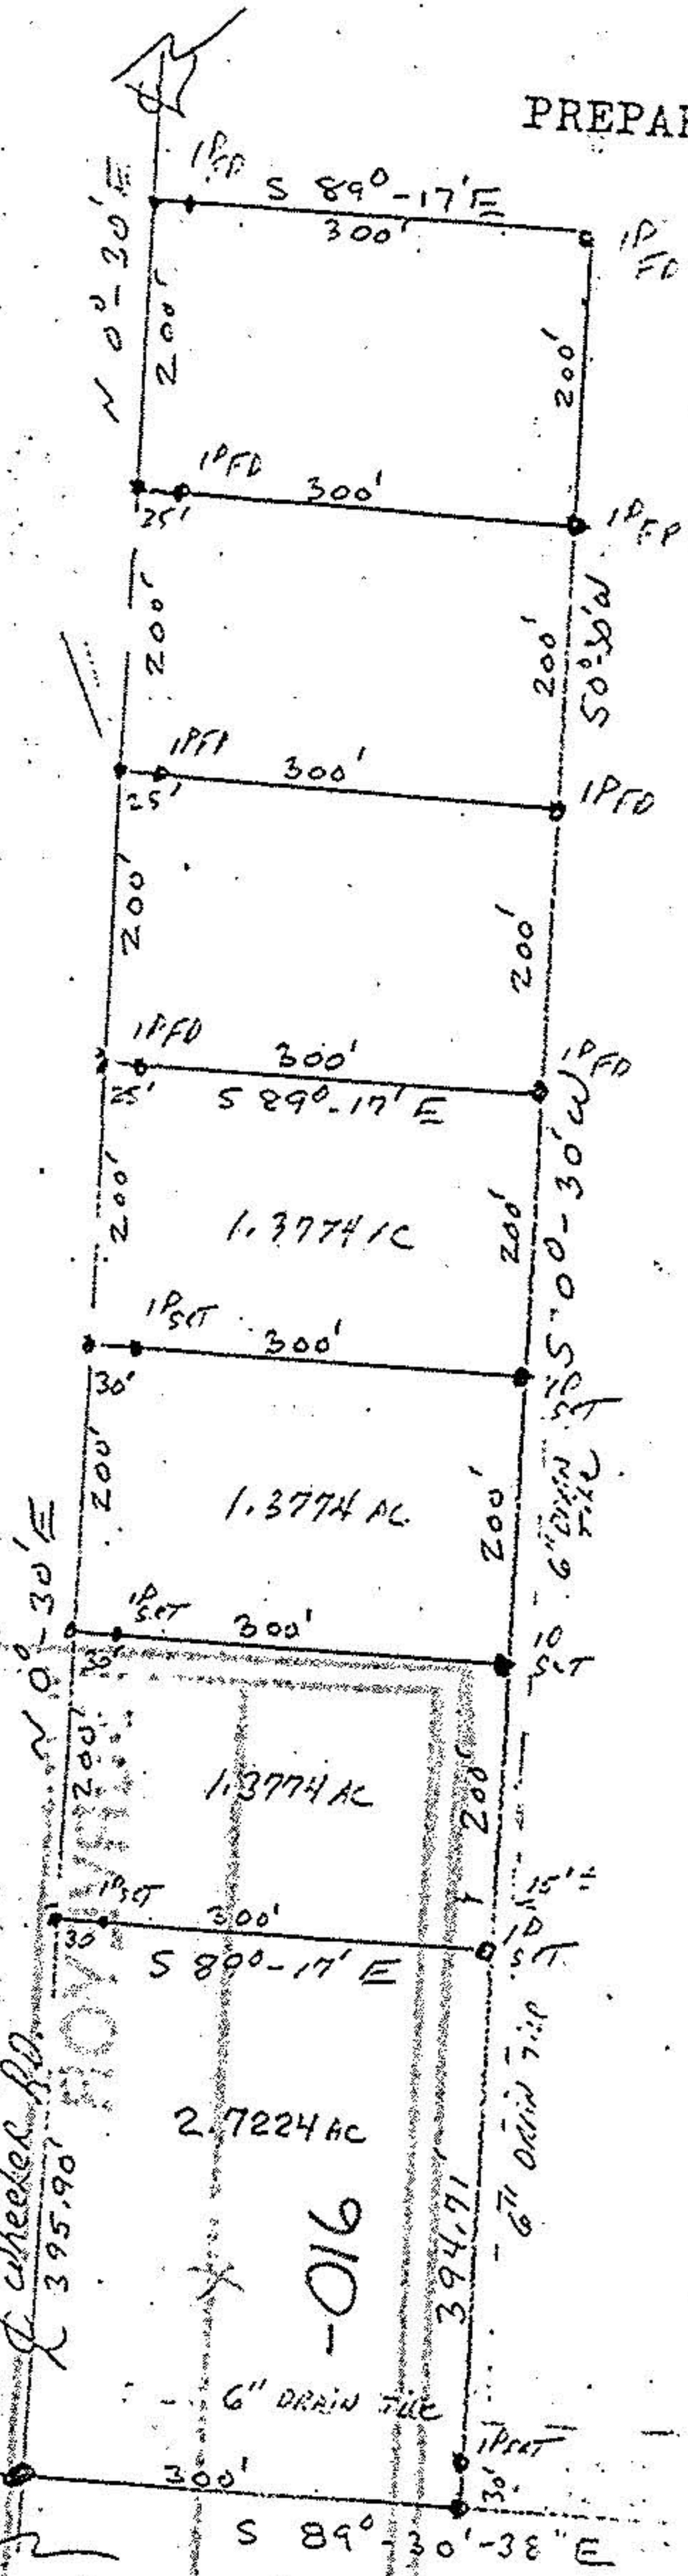 PREPAR
IP FD
S 89°-17'E
300'
IP FD
N 0°-30'E
200'
200'
IP FD
300'
25'
IP FD
200'
200'
S 0°-30'W
IP FD
300'
25'
IP FD
200'
200'
IP FD
300'
25'
S 89°-17'E
IP FD
200'
1.3774 AC
200'
S 0°-30'W
IP SET
300'
30'
IP SET
200'
1.3774 AC
200'
6" DRAIN TILE
N 0°-30'E
IP SET
300'
30'
IP SET
200'
1.3774 AC
200'
15'±
IP SET
300'
30'
S 89°-17'E
IP SET
ROYAL
℄ Wheeler RD.
395.90'
2.7224 AC
-016
394.71
6" DRAIN TILE
6" DRAIN TILE
IP SET
300'
30'
S 89°-30'-38"E